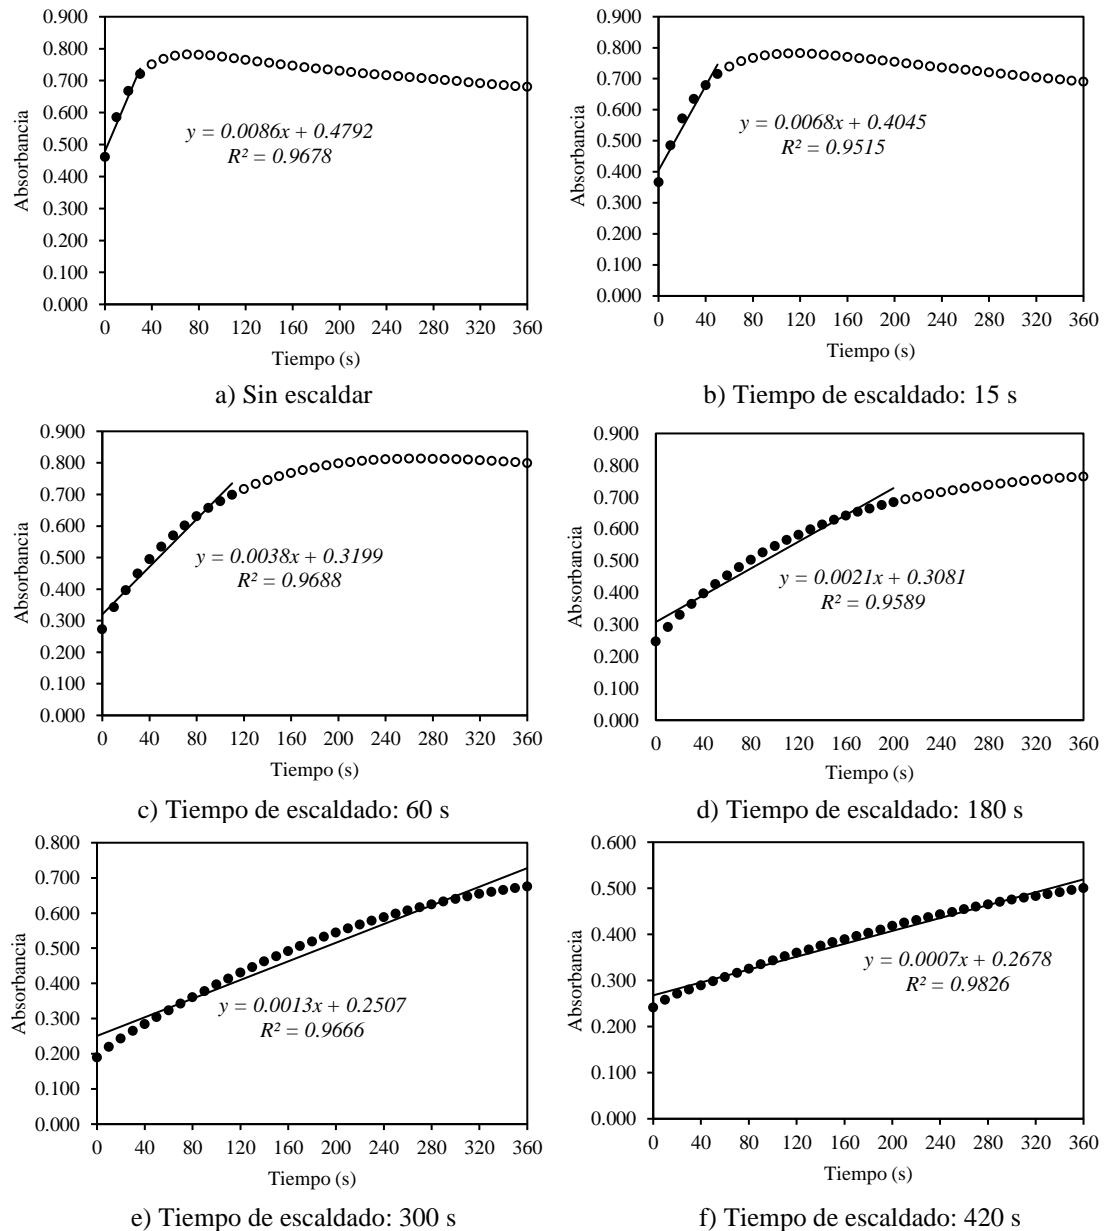 0.900
0.800
0.700
0.600
0.500
0.400
0.300
0.200
0.100
0.000
Absorbancia
y = 0.0086x + 0.4792
R² = 0.9678
0 40 80 120 160 200 240 280 320 360
Tiempo (s)
a) Sin escaldar
0.900
0.800
0.700
0.600
0.500
0.400
0.300
0.200
0.100
0.000
Absorbancia
y = 0.0068x + 0.4045
R² = 0.9515
0 40 80 120 160 200 240 280 320 360
Tiempo (s)
b) Tiempo de escaldado: 15 s
0.900
0.800
0.700
0.600
0.500
0.400
0.300
0.200
0.100
0.000
Absorbancia
y = 0.0038x + 0.3199
R² = 0.9688
0 40 80 120 160 200 240 280 320 360
Tiempo (s)
c) Tiempo de escaldado: 60 s
0.900
0.800
0.700
0.600
0.500
0.400
0.300
0.200
0.100
0.000
Absorbancia
y = 0.0021x + 0.3081
R² = 0.9589
0 40 80 120 160 200 240 280 320 360
Tiempo (s)
d) Tiempo de escaldado: 180 s
0.800
0.700
0.600
0.500
0.400
0.300
0.200
0.100
0.000
Absorbancia
y = 0.0013x + 0.2507
R² = 0.9666
0 40 80 120 160 200 240 280 320 360
Tiempo (s)
e) Tiempo de escaldado: 300 s
0.600
0.500
0.400
0.300
0.200
0.100
0.000
Absorbancia
y = 0.0007x + 0.2678
R² = 0.9826
0 40 80 120 160 200 240 280 320 360
Tiempo (s)
f) Tiempo de escaldado: 420 s